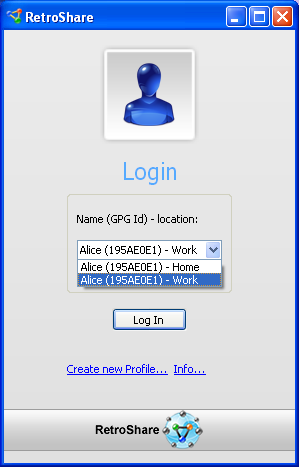 RetroShare
Login
Name (GPG Id) - location:
Alice (195AE0E1) - Work
Alice (195AE0E1) - Home
Alice (195AE0E1) - Work
Log In
Create new Profile... Info...
RetroShare